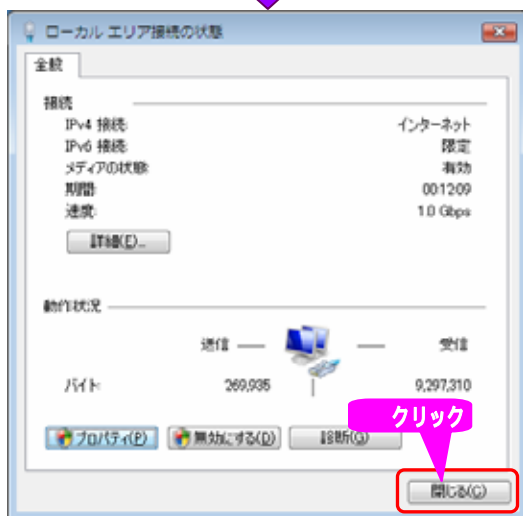 ローカル エリア接続の状態
全般
接続
IPv4 接続: インターネット
IPv6 接続: 限定
メディアの状態: 有効
期間: 00:12:09
速度: 1.0 Gbps
詳細(E)...
動作状況
送信 受信
バイト: 269,935 9,297,310
クリック
プロパティ(P) 無効にする(D) 診断(G)
閉じる(C)